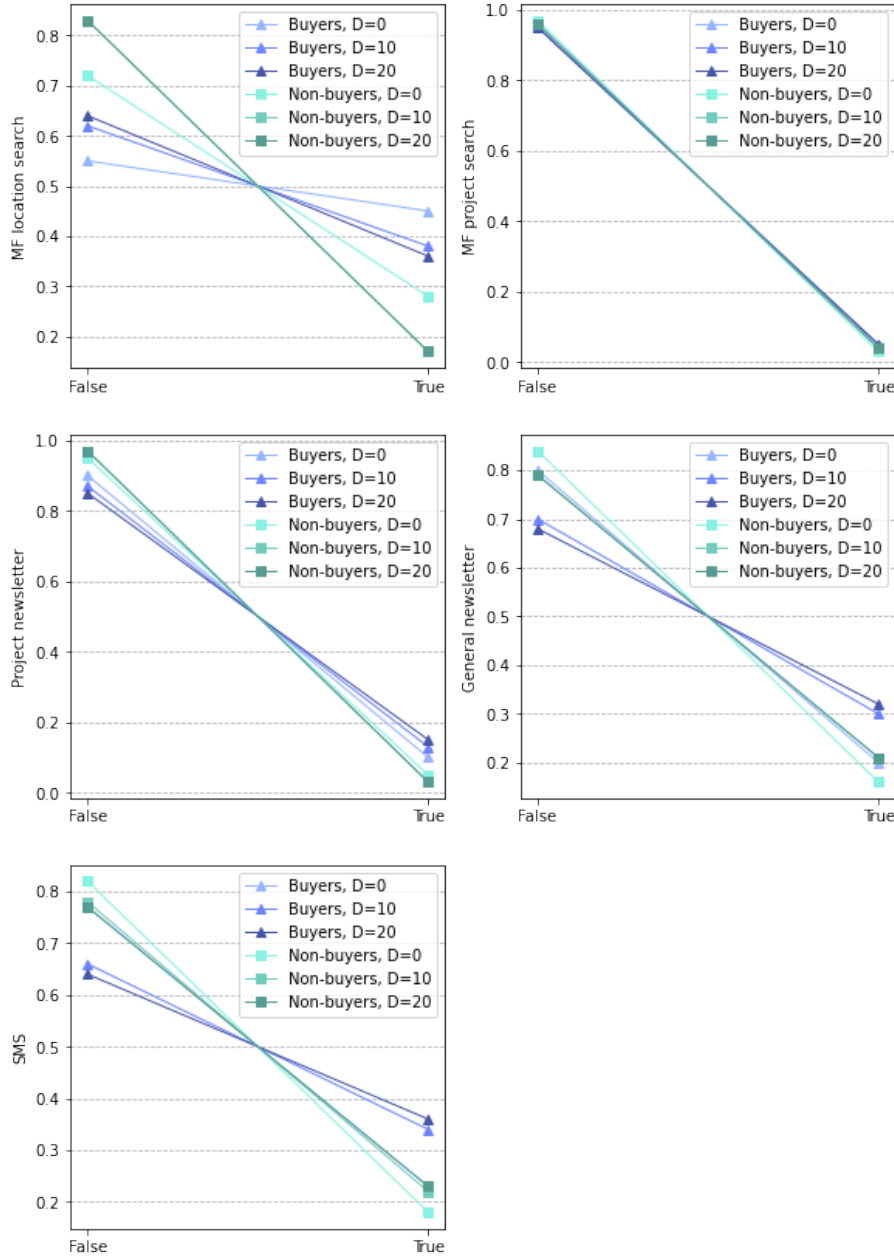 MF location search
0.8
0.7
0.6
0.5
0.4
0.3
0.2
False
True
Buyers, D=0
Buyers, D=10
Buyers, D=20
Non-buyers, D=0
Non-buyers, D=10
Non-buyers, D=20
MF project search
1.0
0.8
0.6
0.4
0.2
0.0
False
True
Buyers, D=0
Buyers, D=10
Buyers, D=20
Non-buyers, D=0
Non-buyers, D=10
Non-buyers, D=20
Project newsletter
1.0
0.8
0.6
0.4
0.2
0.0
False
True
Buyers, D=0
Buyers, D=10
Buyers, D=20
Non-buyers, D=0
Non-buyers, D=10
Non-buyers, D=20
General newsletter
0.8
0.7
0.6
0.5
0.4
0.3
0.2
False
True
Buyers, D=0
Buyers, D=10
Buyers, D=20
Non-buyers, D=0
Non-buyers, D=10
Non-buyers, D=20
SMS
0.8
0.7
0.6
0.5
0.4
0.3
0.2
False
True
Buyers, D=0
Buyers, D=10
Buyers, D=20
Non-buyers, D=0
Non-buyers, D=10
Non-buyers, D=20